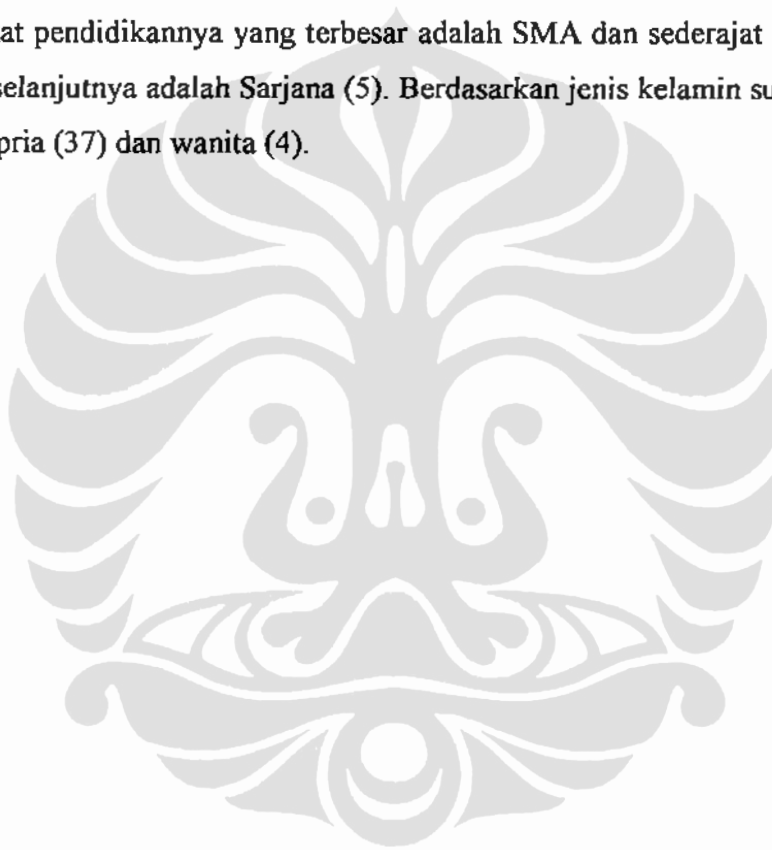 at pendidikannya yang terbesar adalah SMA dan sederajat
selanjutnya adalah Sarjana (5). Berdasarkan jenis kelamin su
pria (37) dan wanita (4).